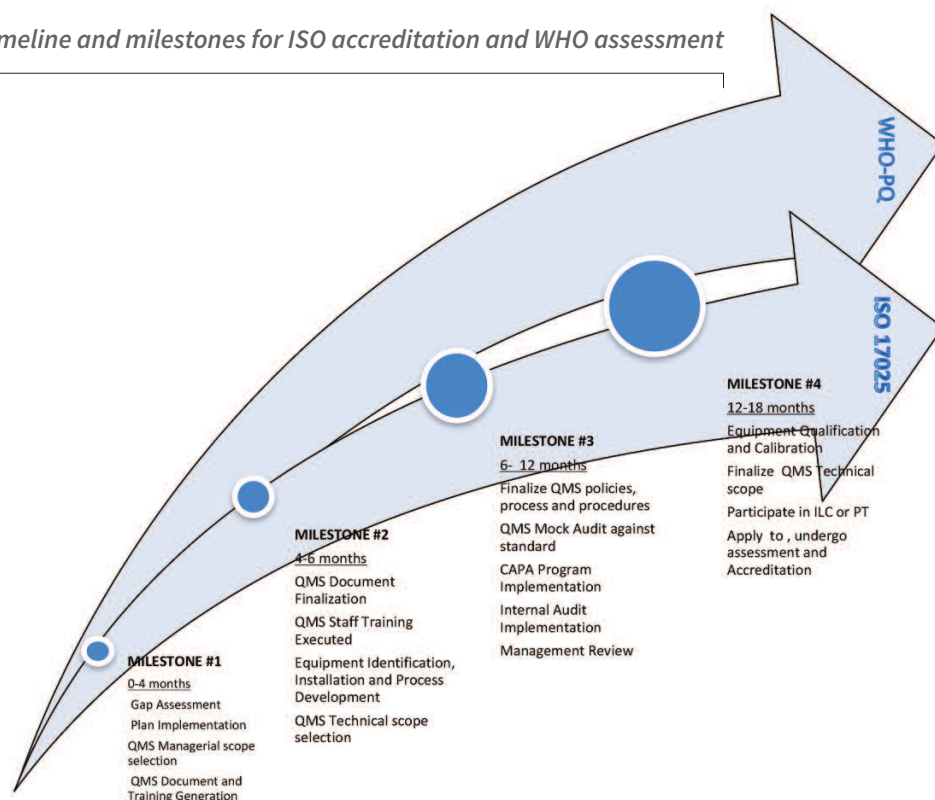 meline and milestones for ISO accreditation and WHO assessment
WHO-PQ
ISO 17025
MILESTONE #1
0-4 months
Gap Assessment
Plan Implementation
QMS Managerial scope
selection
QMS Document and
Training Generation
MILESTONE #2
4-6 months
QMS Document
Finalization
QMS Staff Training
Executed
Equipment Identification,
Installation and Process
Development
QMS Technical scope
selection
MILESTONE #3
6- 12 months
Finalize QMS policies,
process and procedures
QMS Mock Audit against
standard
CAPA Program
Implementation
Internal Audit
Implementation
Management Review
MILESTONE #4
12-18 months
Equipment Qualification
and Calibration
Finalize QMS Technical
scope
Participate in ILC or PT
Apply to , undergo
assessment and
Accreditation